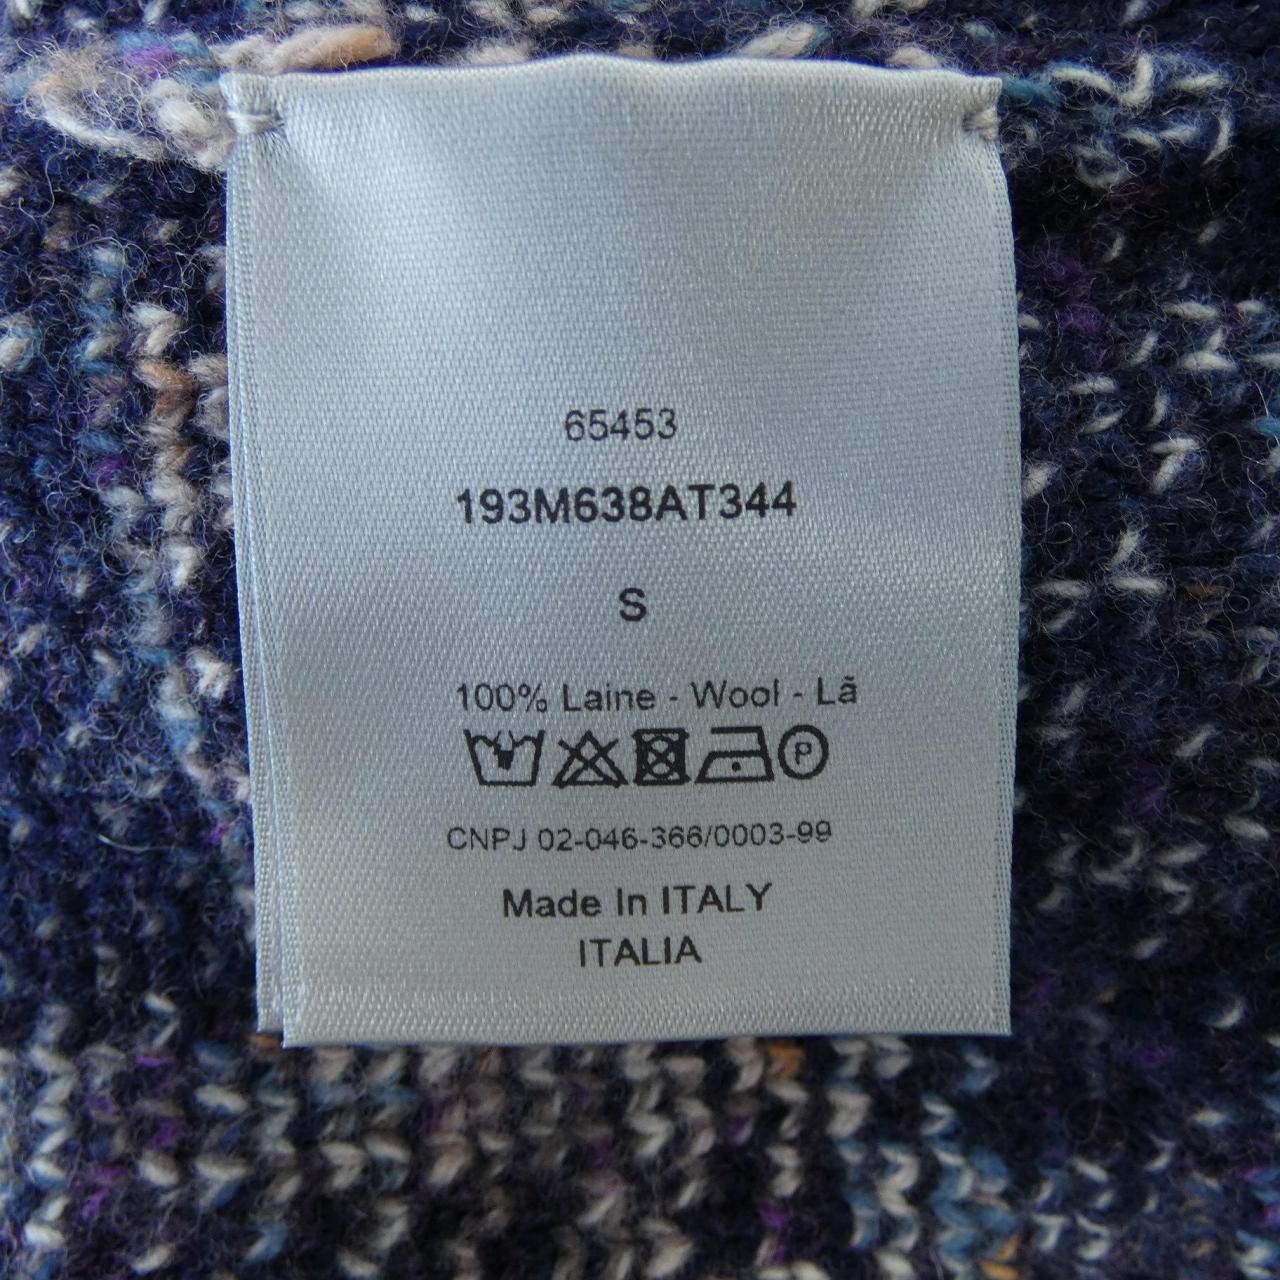 65453
193M638AT344
S
100% Laine - Wool - Lã
P
CNPJ 02-046-366/0003-99
Made In ITALY
ITALIA